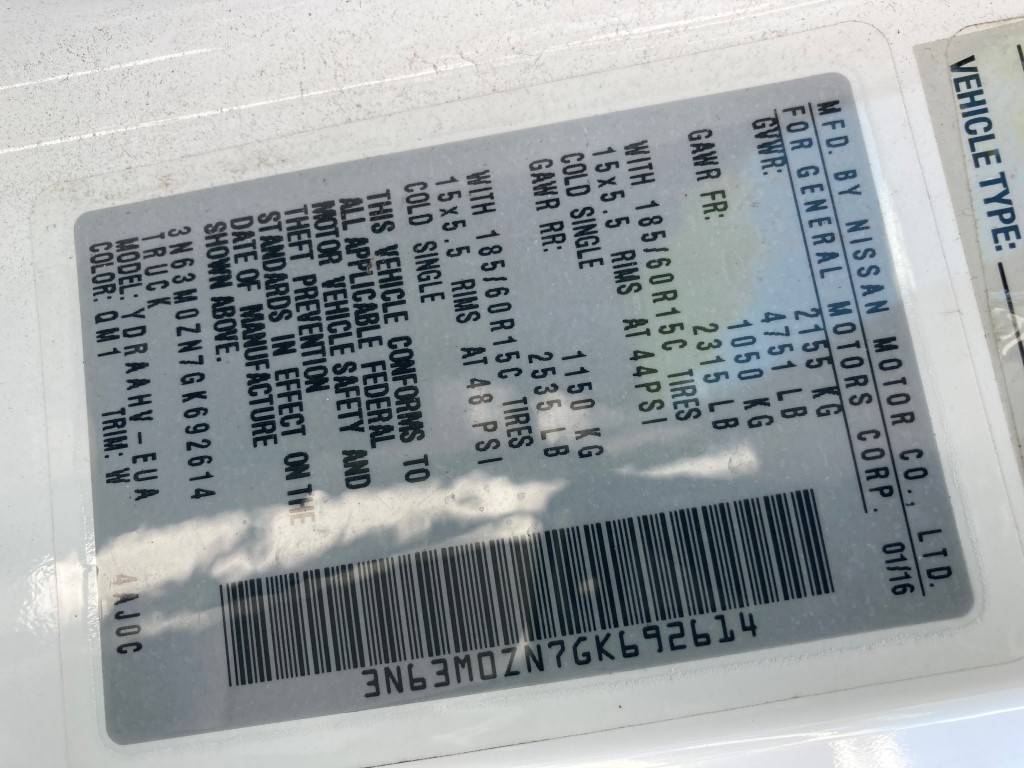 MFD. BY NISSAN MOTOR CO., LTD.
FOR GENERAL MOTORS CORP. 01/16
GVWR: 2155 KG
4751 LB
GAWR FR: 1050 KG
2315 LB
WITH 185/60R15C TIRES
15x5.5 RIMS AT 44PSI
COLD SINGLE
GAWR RR: 1150 KG
2535 LB
WITH 185/60R15C TIRES
15x5.5 RIMS AT 48 PSI
COLD SINGLE
THIS VEHICLE CONFORMS TO
ALL APPLICABLE FEDERAL
MOTOR VEHICLE SAFETY AND
THEFT PREVENTION
STANDARDS IN EFFECT ON THE
DATE OF MANUFACTURE
SHOWN ABOVE.
3N63M0ZN7GK692614
TRUCK
MODEL: YDRAAHV-EUA
COLOR: QM1 TRIM: W 4AJ0C
3N63M0ZN7GK692614
VEHICLE TYPE: